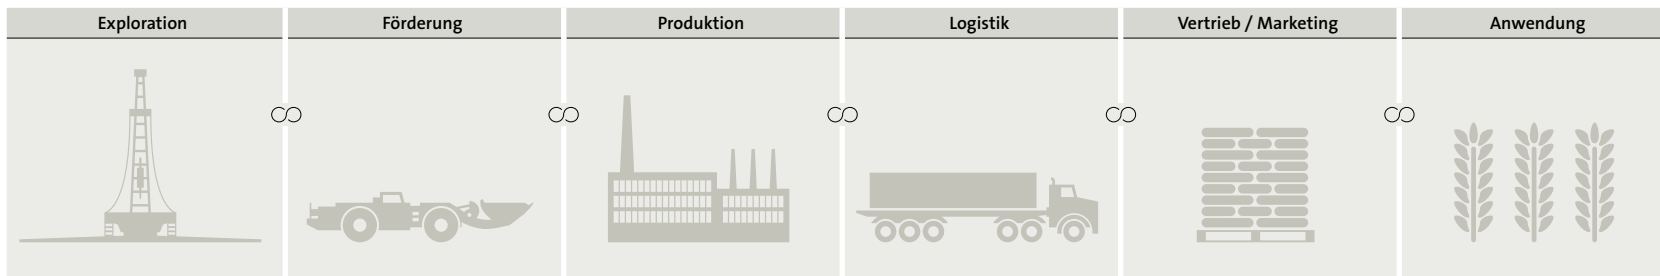 Exploration
Förderung
Produktion
Logistik
Vertrieb / Marketing
Anwendung